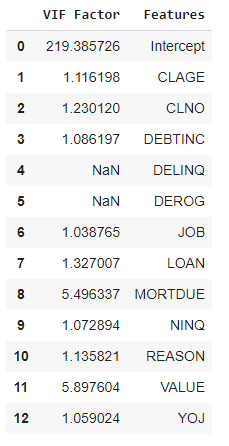 VIF Factor Features
0 219.385726 Intercept
1 1.116198 CLAGE
2 1.230120 CLNO
3 1.086197 DEBTINC
4 NaN DELINQ
5 NaN DEROG
6 1.038765 JOB
7 1.327007 LOAN
8 5.496337 MORTDUE
9 1.072894 NINQ
10 1.135821 REASON
11 5.897604 VALUE
12 1.059024 YOJ